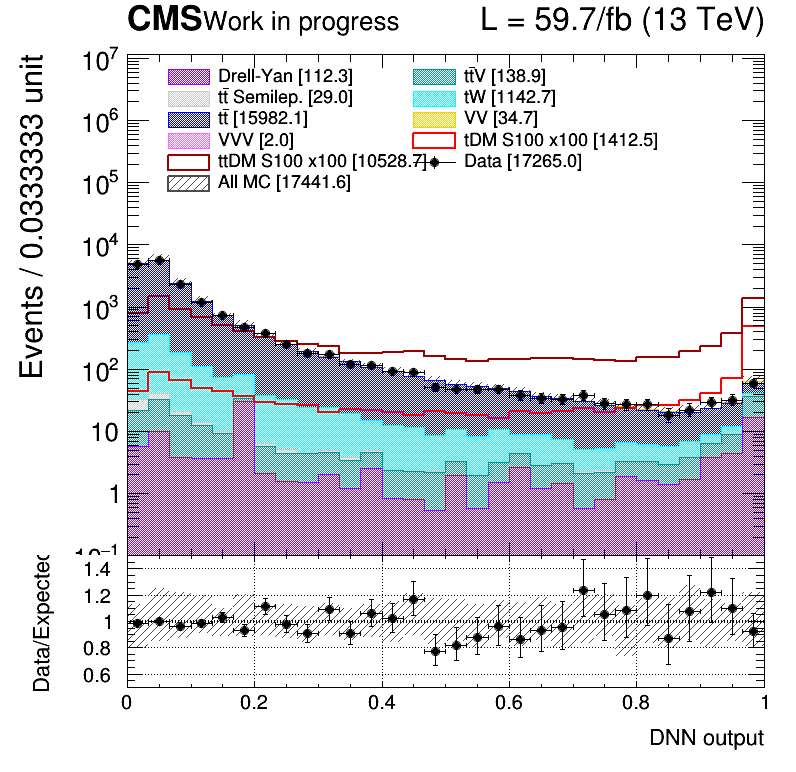 CMS Work in progress L = 59.7/fb (13 TeV)
Events / 0.0333333 unit
10⁷
10⁶
10⁵
10⁴
10³
10²
10
1
10⁻¹
Drell-Yan [112.3] tt̄V [138.9]
tt̄ Semilep. [29.0] tW [1142.7]
tt̄ [15982.1] VV [34.7]
VVV [2.0] tDM S100 x100 [1412.5]
ttDM S100 x100 [10528.7] Data [17265.0]
All MC [17441.6]
Data/Expected
1.4
1.2
1
0.8
0.6
0 0.2 0.4 0.6 0.8 1
DNN output